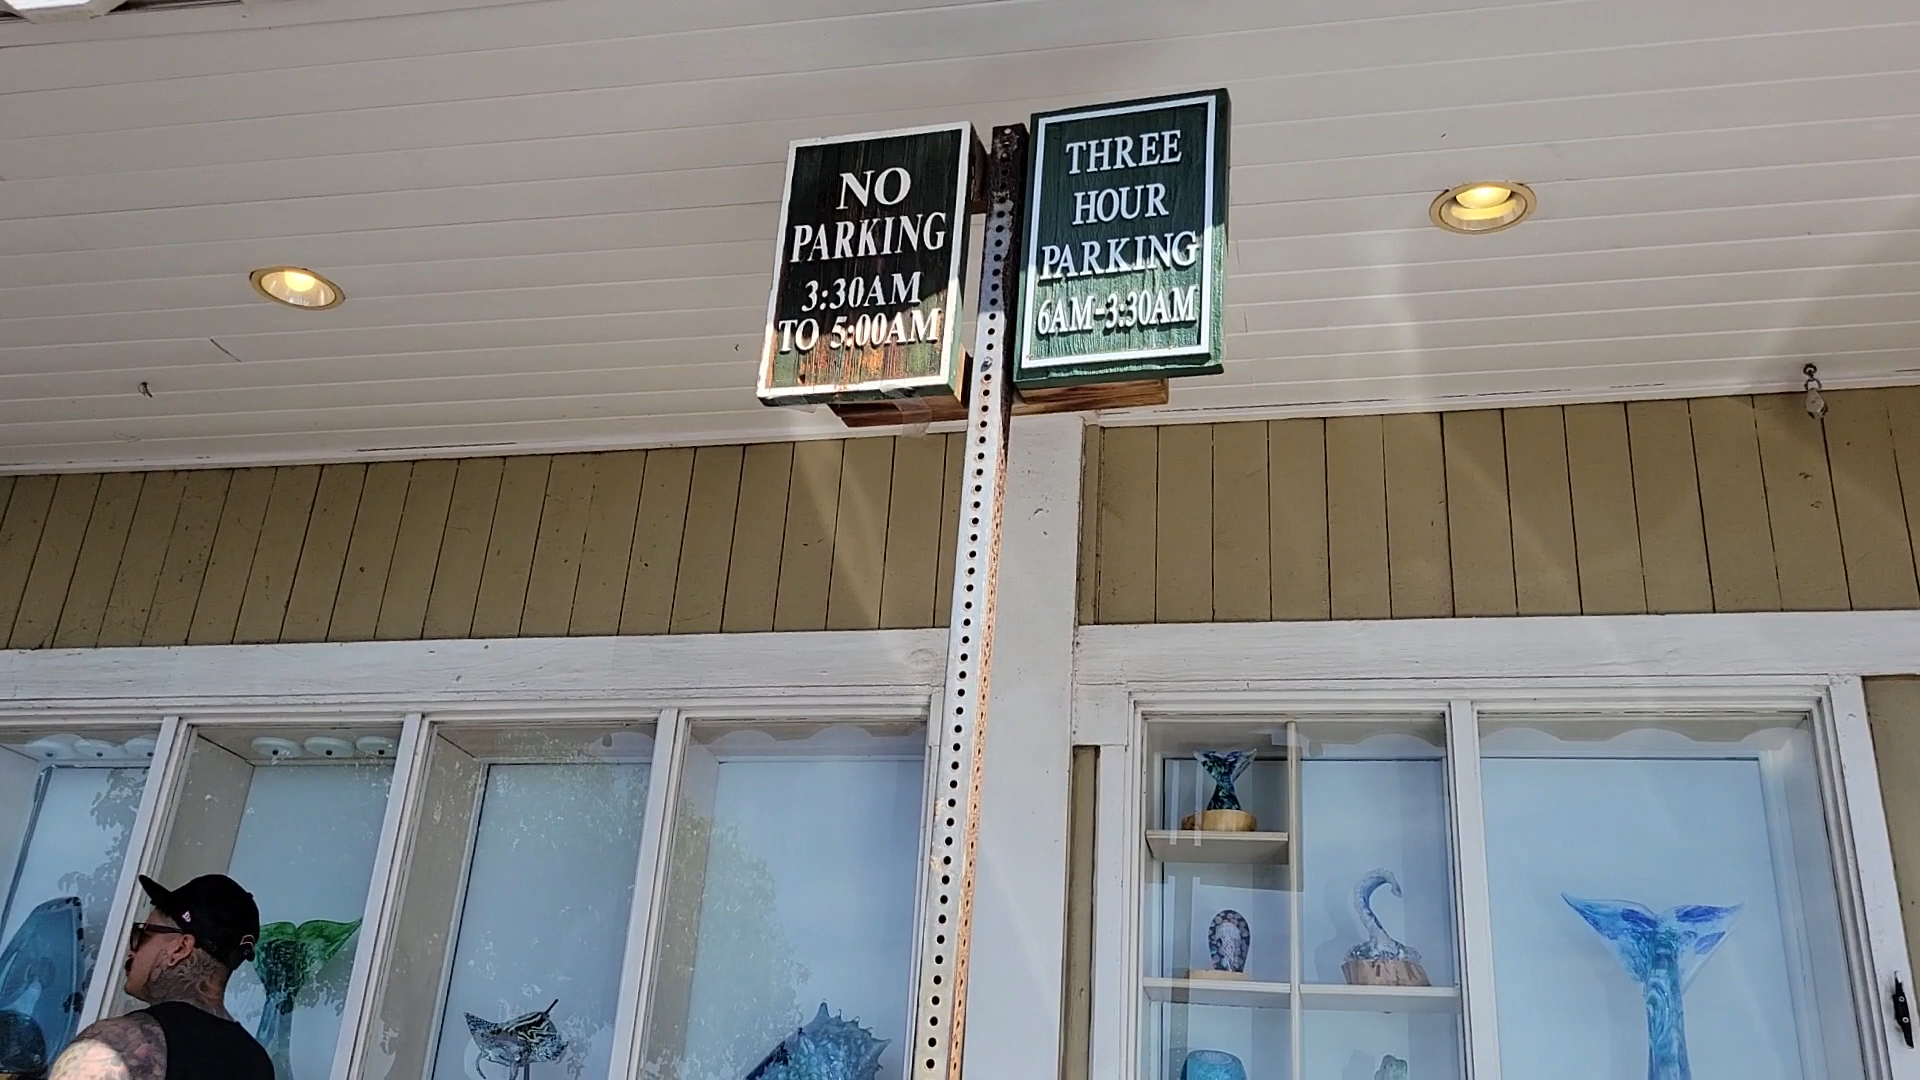 NO
PARKING
3:30AM
TO 5:00AM
THREE
HOUR
PARKING
6AM-3:30AM